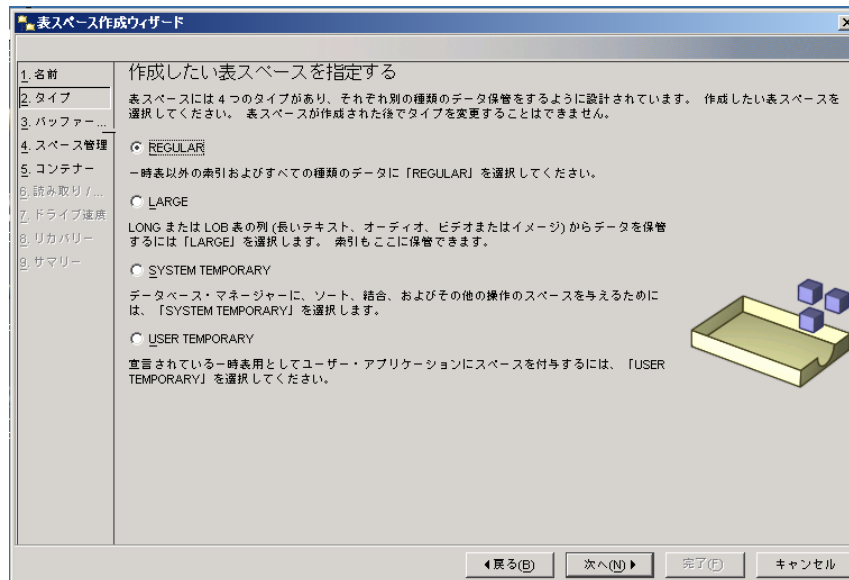 表スペース作成ウィザード
1. 名前
2. タイプ
3. バッファー...
4. スペース管理
5. コンテナー
6. 読み取り / ...
7. ドライブ速度
8. リカバリー
9. サマリー
作成したい表スペースを指定する
表スペースには 4 つのタイプがあり、それぞれ別の種類のデータ保管をするように設計されています。 作成したい表スペースを
選択してください。 表スペースが作成された後でタイプを変更することはできません。
REGULAR
一時表以外の索引およびすべての種類のデータに「REGULAR」を選択してください。
LARGE
LONG または LOB 表の列 (長いテキスト、オーディオ、ビデオまたはイメージ) からデータを保管
するには「LARGE」を選択します。 索引もここに保管できます。
SYSTEM TEMPORARY
データベース・マネージャーに、ソート、結合、およびその他の操作のスペースを与えるために
は、「SYSTEM TEMPORARY」を選択します。
USER TEMPORARY
宣言されている一時表用としてユーザー・アプリケーションにスペースを付与するには、「USER
TEMPORARY」を選択してください。
戻る(B)
次へ(N)
完了(F)
キャンセル